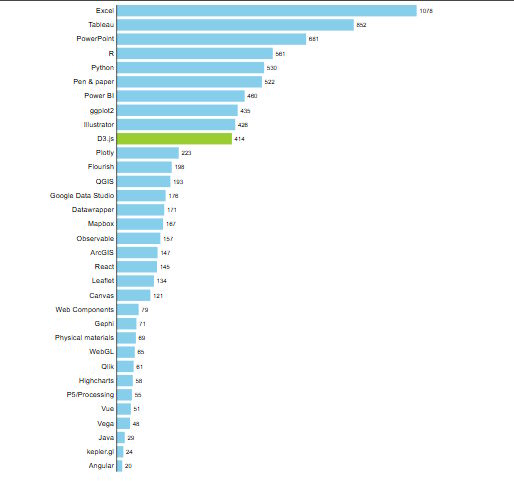 Excel 1078
Tableau 852
PowerPoint 681
R 561
Python 530
Pen & paper 522
Power BI 460
ggplot2 435
Illustrator 428
D3.js 414
Plotly 223
Flourish 198
QGIS 193
Google Data Studio 176
Datawrapper 171
Mapbox 167
Observable 157
ArcGIS 147
React 145
Leaflet 134
Canvas 121
Web Components 79
Gephi 71
Physical materials 69
WebGL 65
Qlik 61
Highcharts 58
P5/Processing 55
Vue 51
Vega 48
Java 29
kepler.gl 24
Angular 20